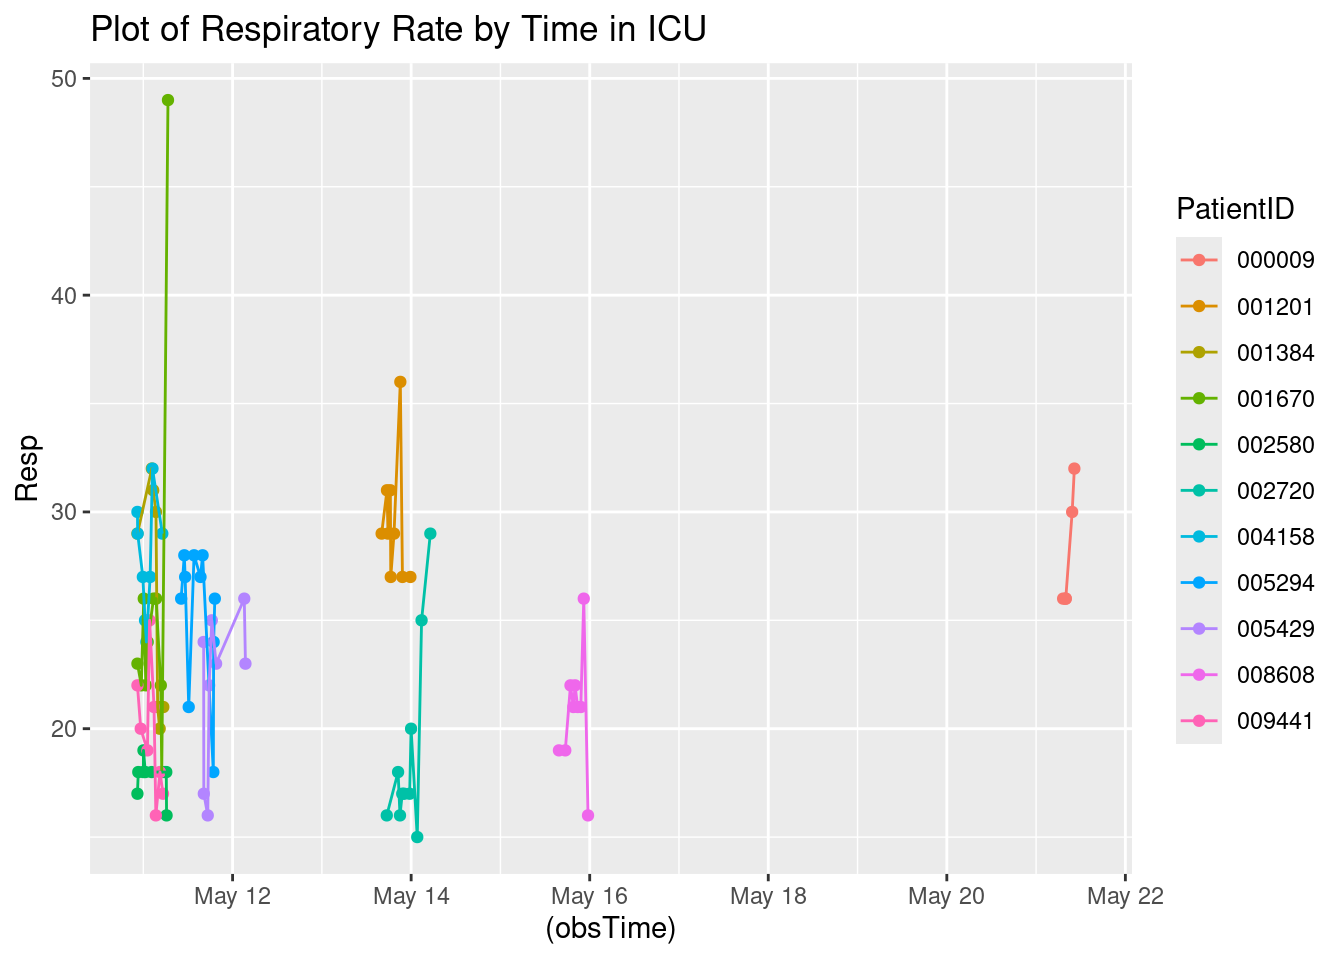 Plot of Respiratory Rate by Time in ICU
50
40
30
20
Resp
May 12
May 14
May 16
May 18
May 20
May 22
(obsTime)
PatientID
000009
001201
001384
001670
002580
002720
004158
005294
005429
008608
009441